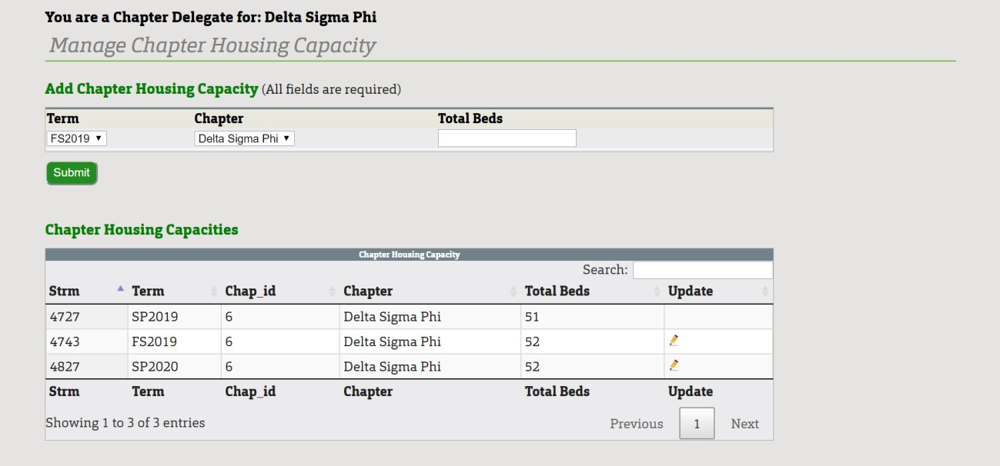 You are a Chapter Delegate for: Delta Sigma Phi
Manage Chapter Housing Capacity
Add Chapter Housing Capacity (All fields are required)
Term Chapter Total Beds
FS2019 Delta Sigma Phi
Submit
Chapter Housing Capacities
Chapter Housing Capacity
Search:
Strm Term Chap_id Chapter Total Beds Update
4727 SP2019 6 Delta Sigma Phi 51
4743 FS2019 6 Delta Sigma Phi 52
4827 SP2020 6 Delta Sigma Phi 52
Strm Term Chap_id Chapter Total Beds Update
Showing 1 to 3 of 3 entries Previous 1 Next